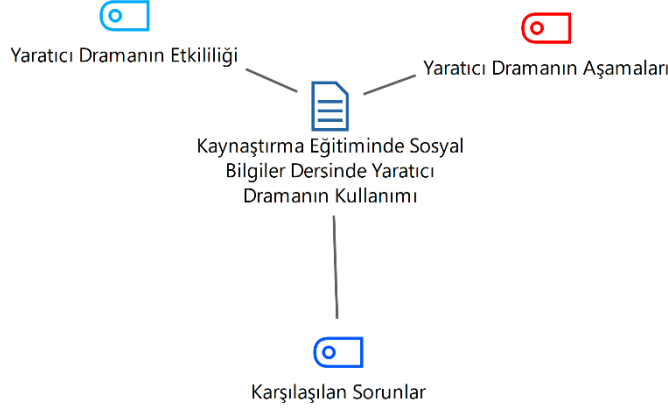 Yaratıcı Dramanın Etkililiği
Yaratıcı Dramanın Aşamaları
Kaynaştırma Eğitiminde Sosyal
Bilgiler Dersinde Yaratıcı
Dramanın Kullanımı
Karşılaşılan Sorunlar